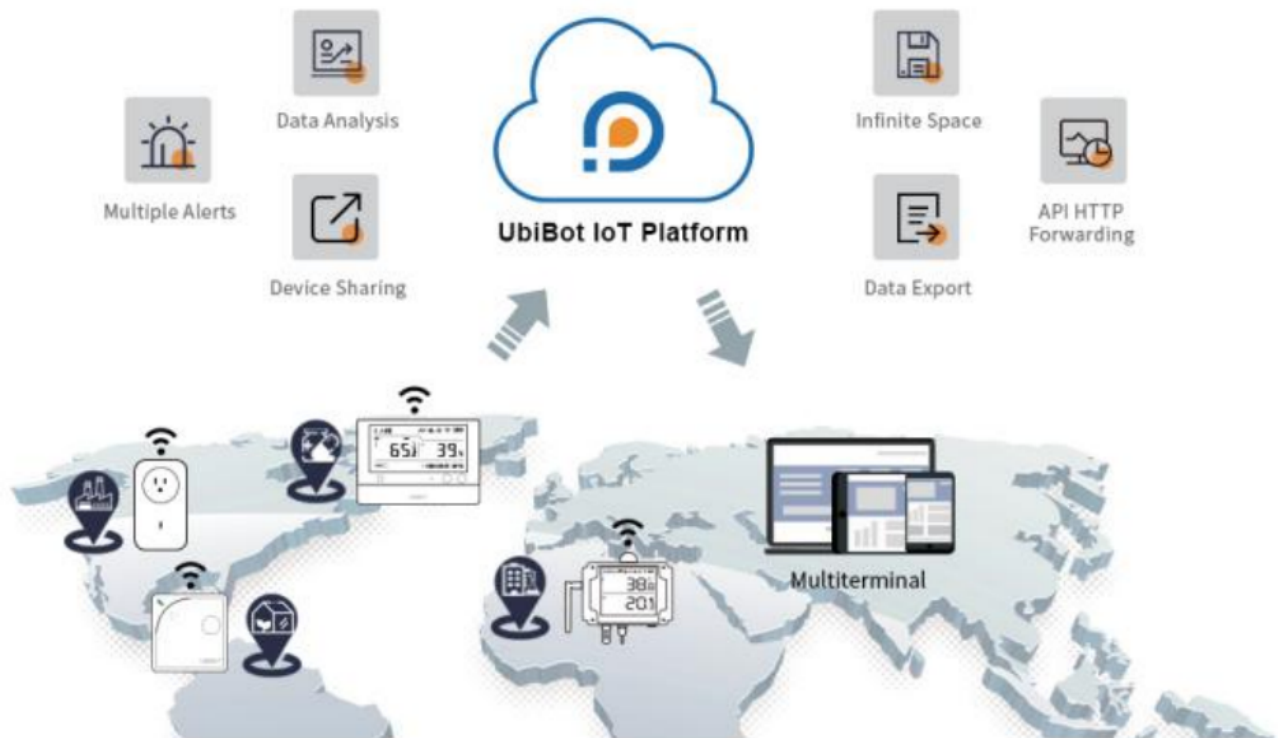 Data Analysis
Infinite Space
Multiple Alerts
API HTTP
Forwarding
UbiBot IoT Platform
Device Sharing
Data Export
65.
39%
38.
20.1
Multiterminal